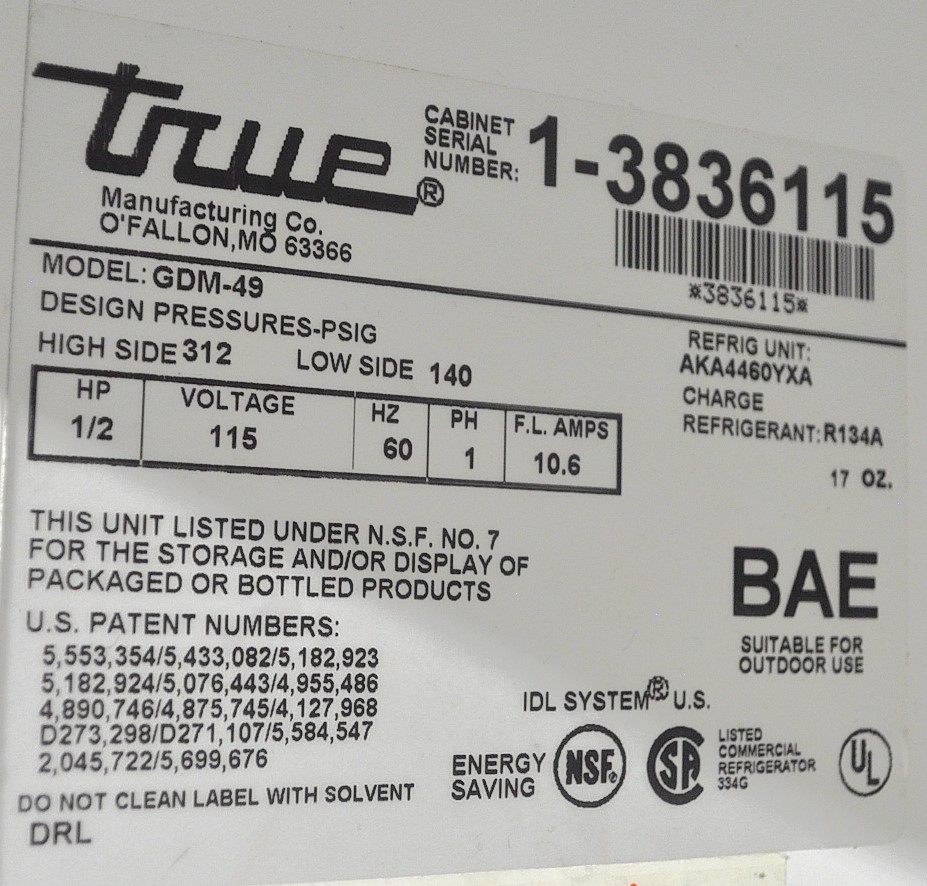 true®
Manufacturing Co.
O'FALLON,MO 63366
CABINET
SERIAL
NUMBER: 1-3836115
*3836115*
MODEL: GDM-49
DESIGN PRESSURES-PSIG
HIGH SIDE 312 LOW SIDE 140
REFRIG UNIT:
AKA4460YXA
CHARGE
REFRIGERANT: R134A
17 OZ.
HP VOLTAGE HZ PH F.L. AMPS
1/2 115 60 1 10.6
THIS UNIT LISTED UNDER N.S.F. NO. 7
FOR THE STORAGE AND/OR DISPLAY OF
PACKAGED OR BOTTLED PRODUCTS
BAE
SUITABLE FOR
OUTDOOR USE
U.S. PATENT NUMBERS:
5,553,354/5,433,082/5,182,923
5,182,924/5,076,443/4,955,486
4,890,746/4,875,745/4,127,968
D273,298/D271,107/5,584,547
2,045,722/5,699,676
IDL SYSTEM® U.S.
ENERGY
SAVING
NSF®
SA
LISTED
COMMERCIAL
REFRIGERATOR
334G
UL
DO NOT CLEAN LABEL WITH SOLVENT
DRL